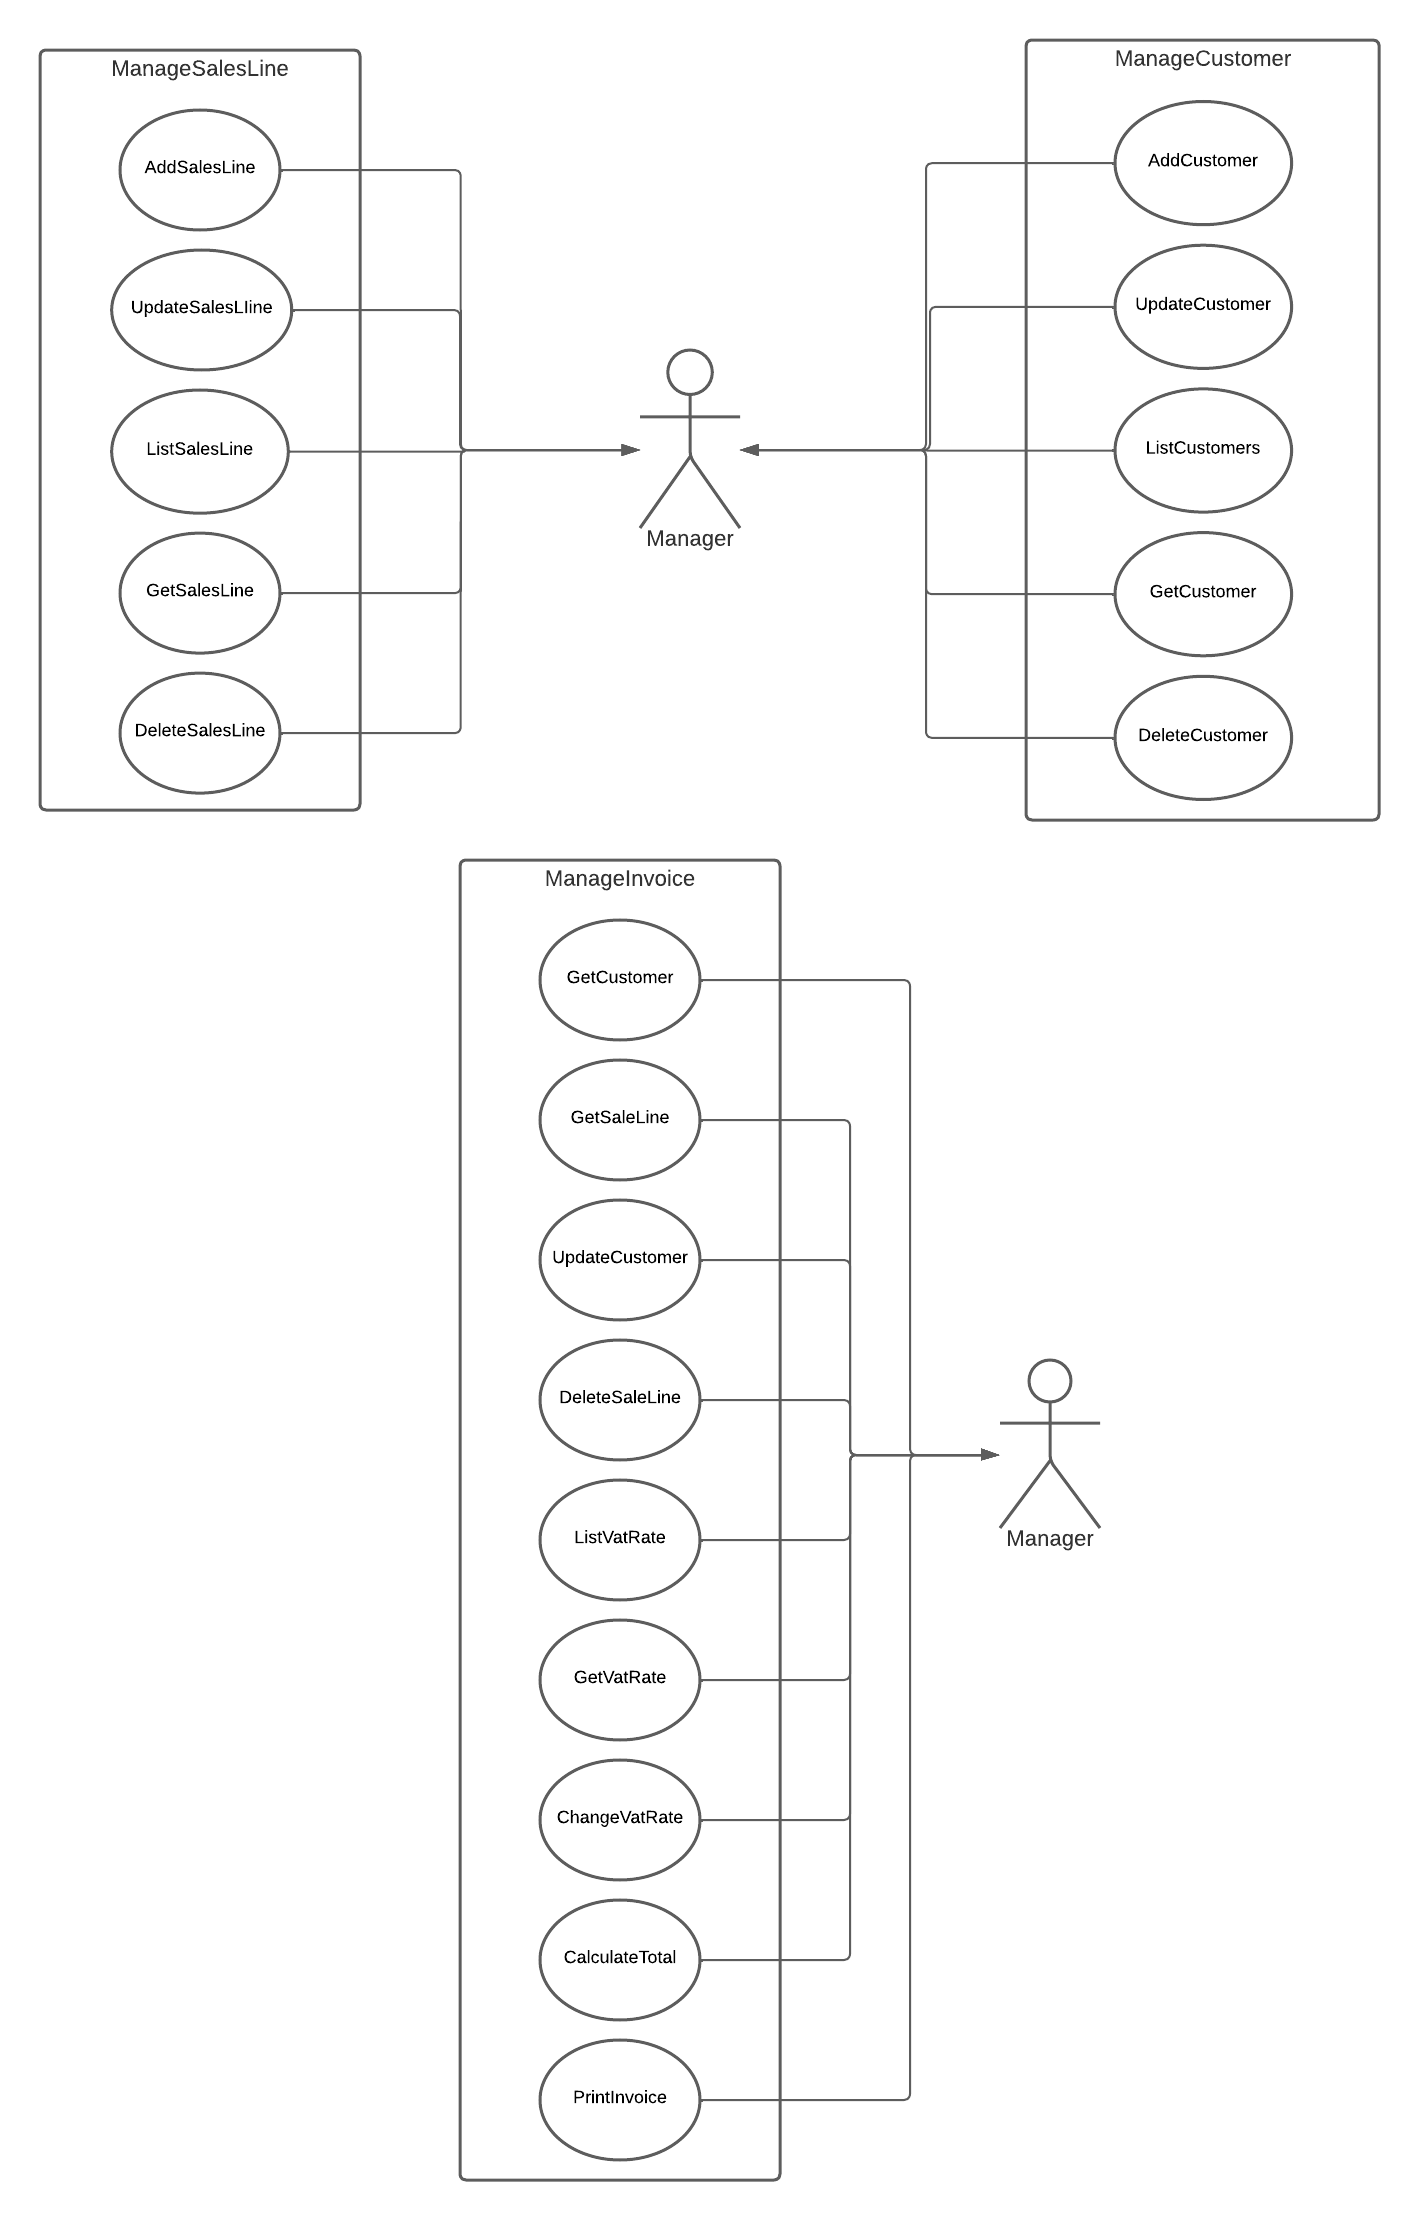 ManageSalesLine
AddSalesLine
UpdateSalesLIine
ListSalesLine
GetSalesLine
DeleteSalesLine
Manager
ManageCustomer
AddCustomer
UpdateCustomer
ListCustomers
GetCustomer
DeleteCustomer
ManageInvoice
GetCustomer
GetSaleLine
UpdateCustomer
DeleteSaleLine
ListVatRate
GetVatRate
ChangeVatRate
CalculateTotal
PrintInvoice
Manager